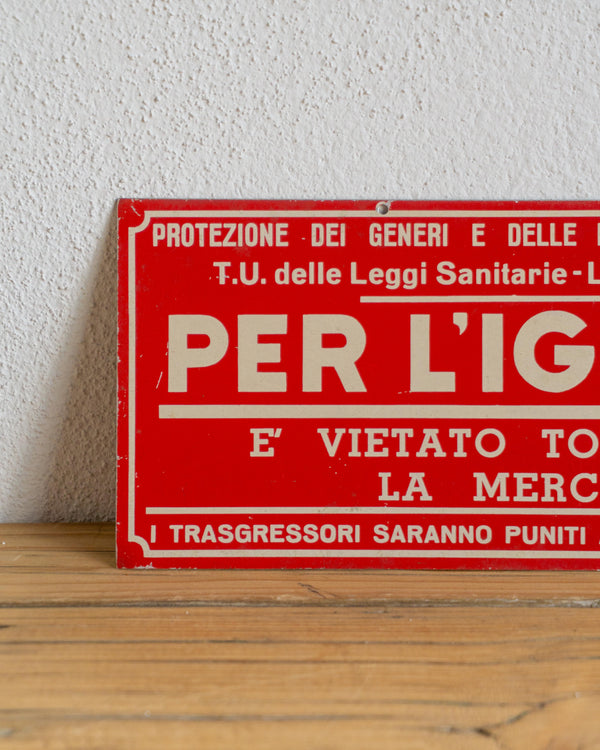 PROTEZIONE DEI GENERI E DELLE
T.U. delle Leggi Sanitarie - L
PER L'IG
E' VIETATO TO
LA MERC
I TRASGRESSORI SARANNO PUNITI